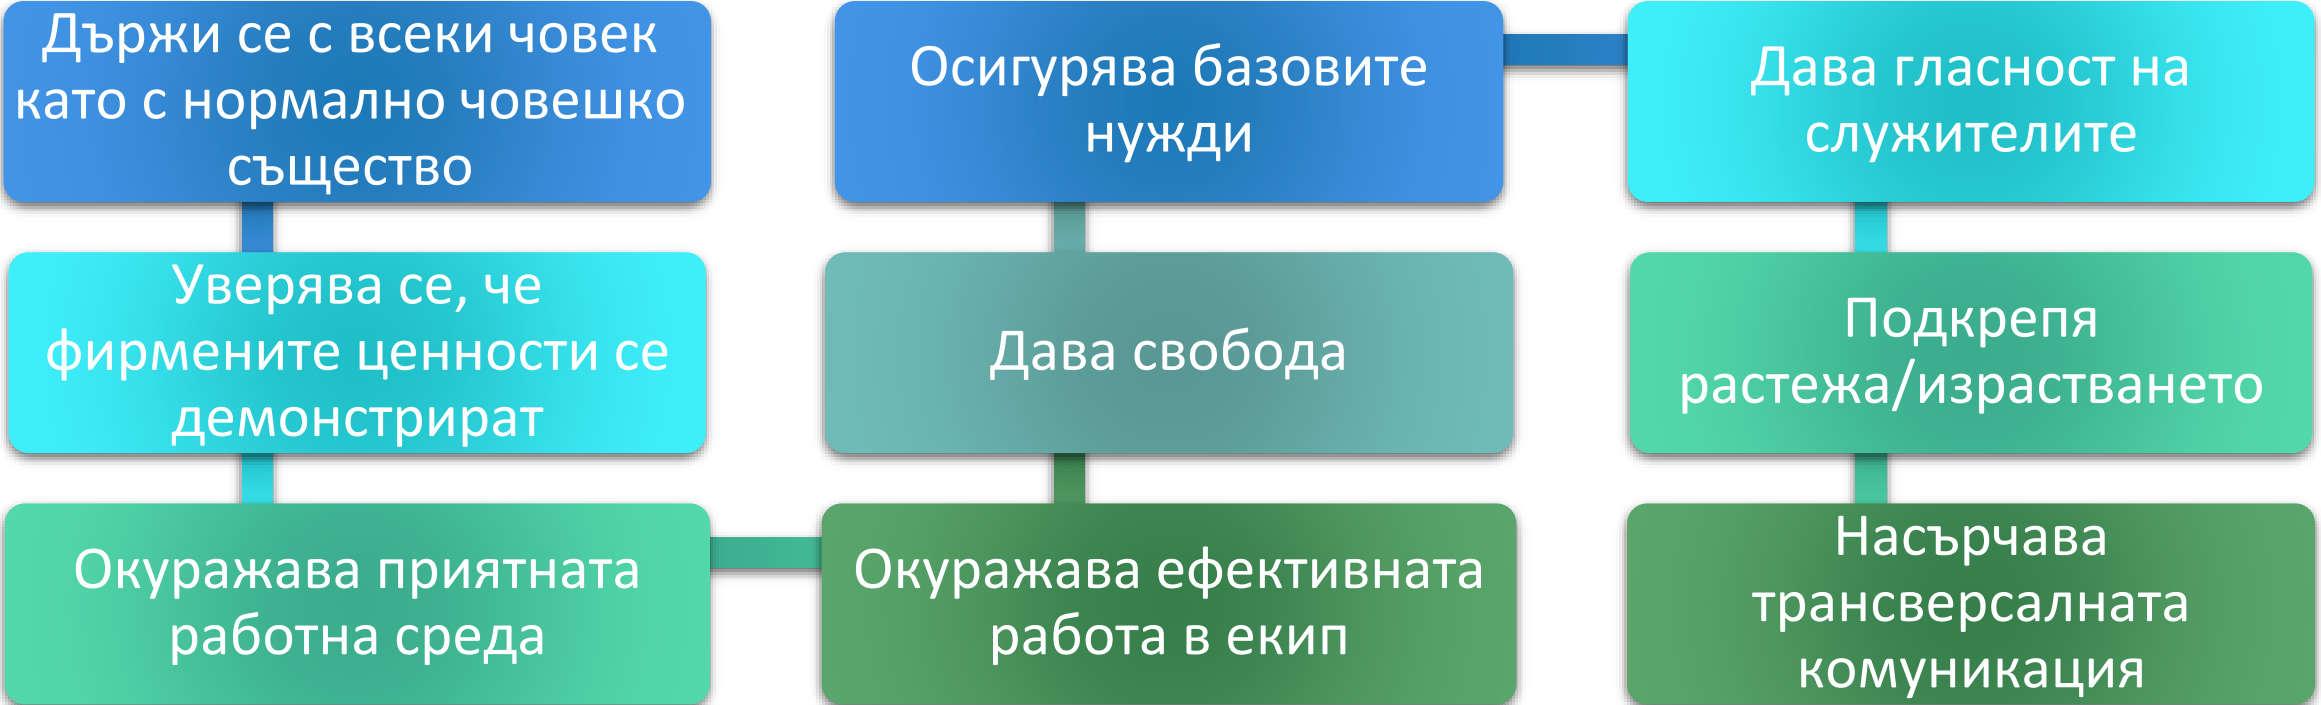 Държи се с всеки човек
като с нормално човешко
същество
Уверява се, че
фирмените ценности се
демонстрират
Окуражава приятната
работна среда
Окуражава ефективната
работа в екип
Дава свобода
Осигурява базовите
нужди
Дава гласност на
служителите
Подкрепя
растежа/израстването
Насърчава
трансверсалната
комуникация